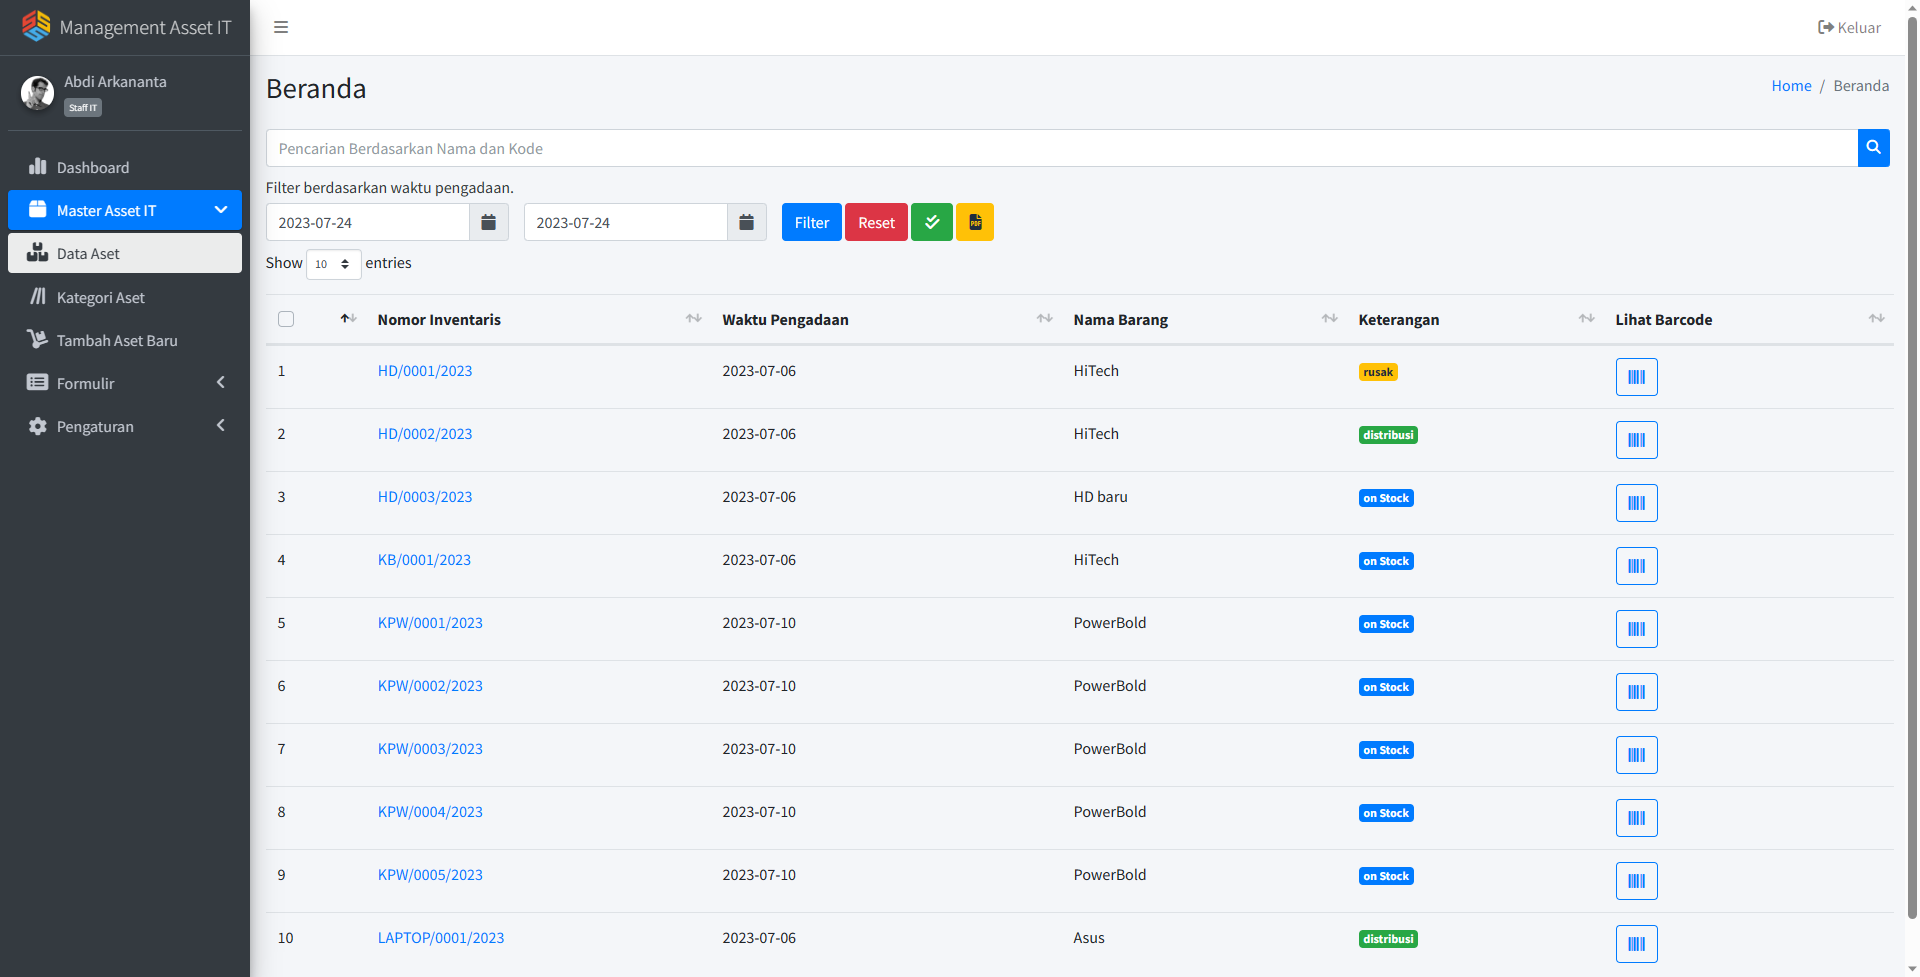 Management Asset IT
Keluar
Abdi Arkananta
Staff IT
Dashboard
Master Asset IT
Data Aset
Kategori Aset
Tambah Aset Baru
Formulir
Pengaturan
Beranda
Home / Beranda
Pencarian Berdasarkan Nama dan Kode
Filter berdasarkan waktu pengadaan.
2023-07-24 2023-07-24 Filter Reset PDF
Show 10 entries
Nomor Inventaris Waktu Pengadaan Nama Barang Keterangan Lihat Barcode
1 HD/0001/2023 2023-07-06 HiTech rusak
2 HD/0002/2023 2023-07-06 HiTech distribusi
3 HD/0003/2023 2023-07-06 HD baru on Stock
4 KB/0001/2023 2023-07-06 HiTech on Stock
5 KPW/0001/2023 2023-07-10 PowerBold on Stock
6 KPW/0002/2023 2023-07-10 PowerBold on Stock
7 KPW/0003/2023 2023-07-10 PowerBold on Stock
8 KPW/0004/2023 2023-07-10 PowerBold on Stock
9 KPW/0005/2023 2023-07-10 PowerBold on Stock
10 LAPTOP/0001/2023 2023-07-06 Asus distribusi